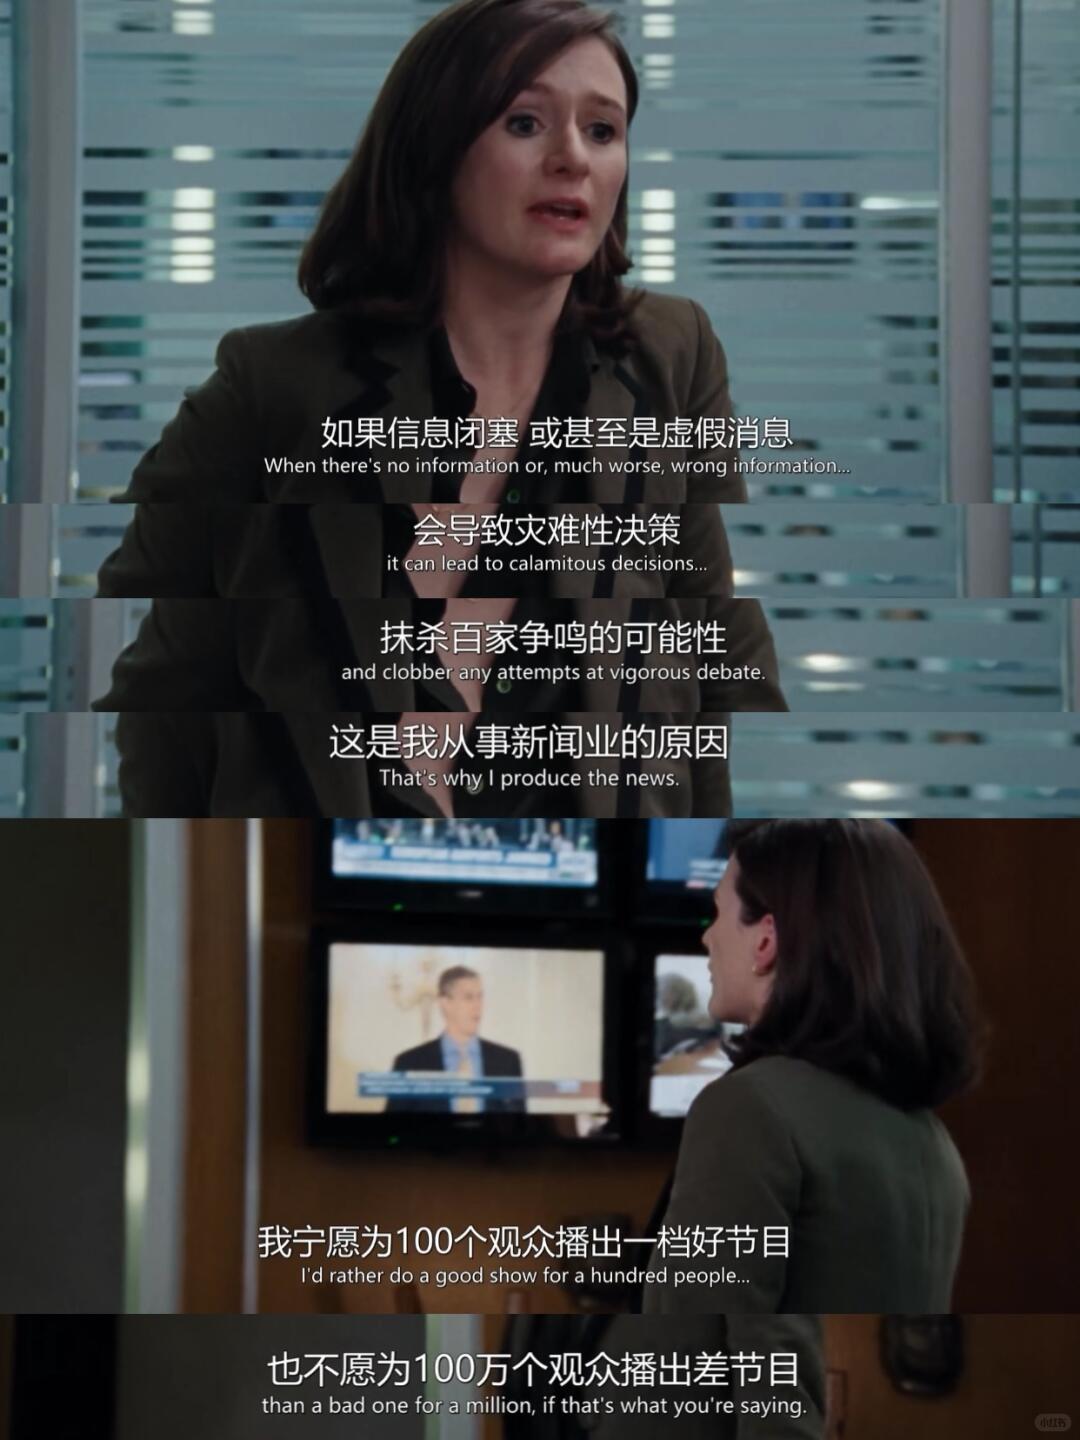 如果信息闭塞 或甚至是虚假消息
When there's no information or, much worse, wrong information...
会导致灾难性决策
it can lead to calamitous decisions...
抹杀百家争鸣的可能性
and clobber any attempts at vigorous debate.
这是我从事新闻业的原因
That's why I produce the news.
我宁愿为100个观众播出一档好节目
I'd rather do a good show for a hundred people...
也不愿为100万个观众播出差节目
than a bad one for a million, if that's what you're saying.
小红书